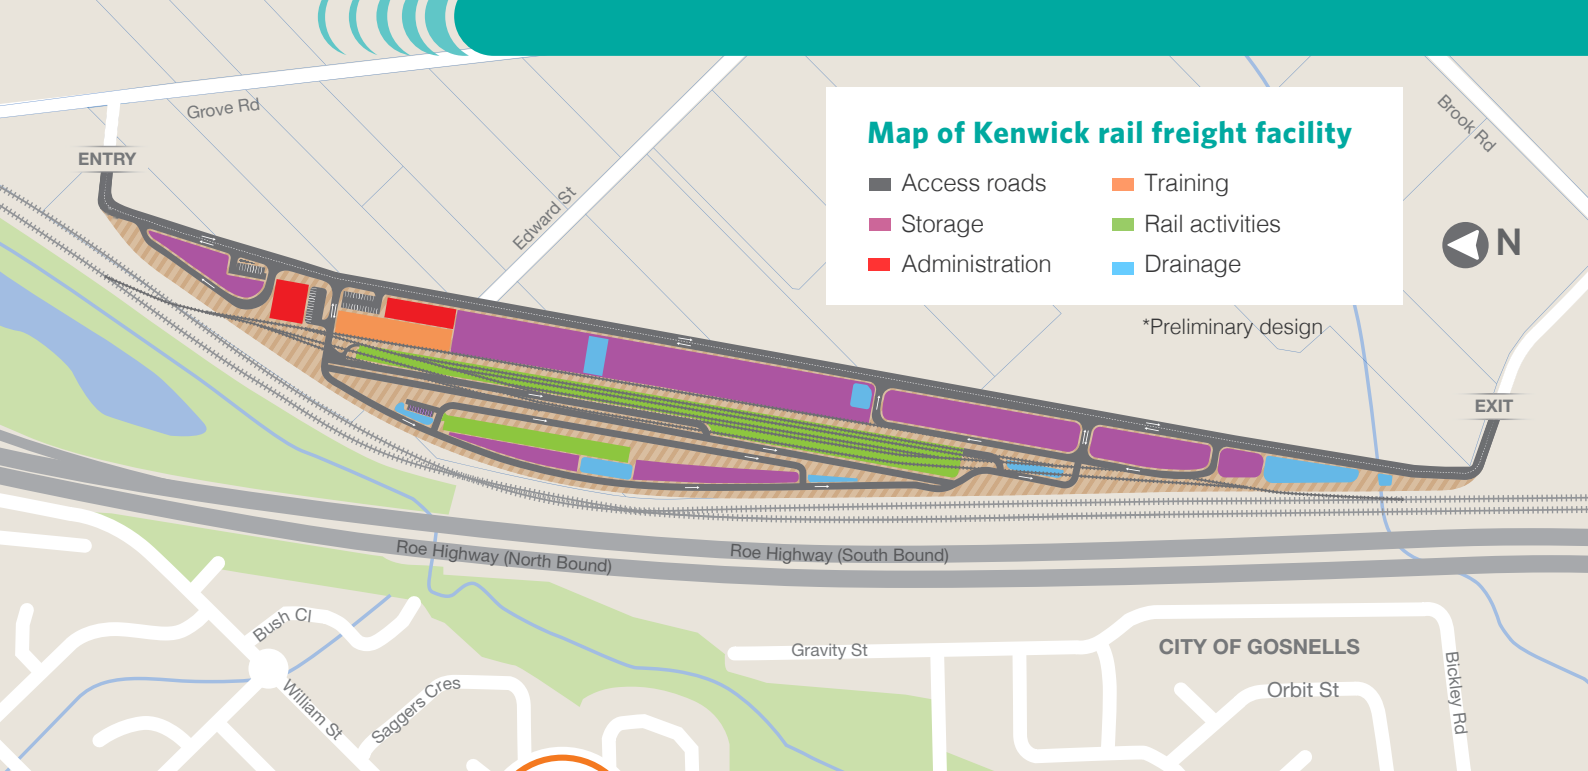 Map of Kenwick rail freight facility
Access roads
Storage
Administration
Training
Rail activities
Drainage
*Preliminary design
N
Grove Rd
ENTRY
Edward St
Brook Rd
EXIT
Roe Highway (North Bound)
Roe Highway (South Bound)
Bush Cl
William St
Saggers Cres
Gravity St
CITY OF GOSNELLS
Orbit St
Bickley Rd